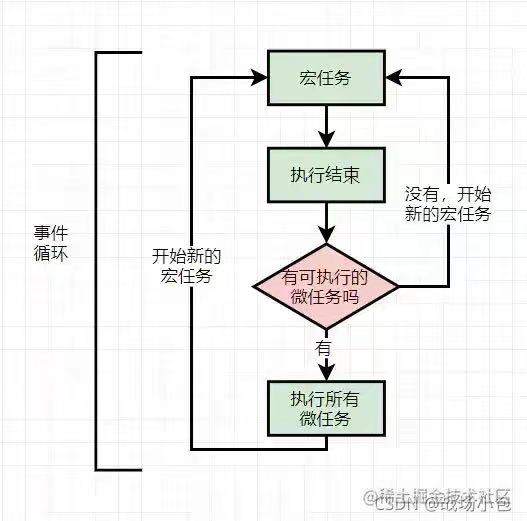 宏任务
执行结束
没有，开始
新的宏任务
事件
循环
开始新的
宏任务
有可执行的
微任务吗
有
执行所有
微任务
@稀土掘金技术社区
CSDN @战场小包